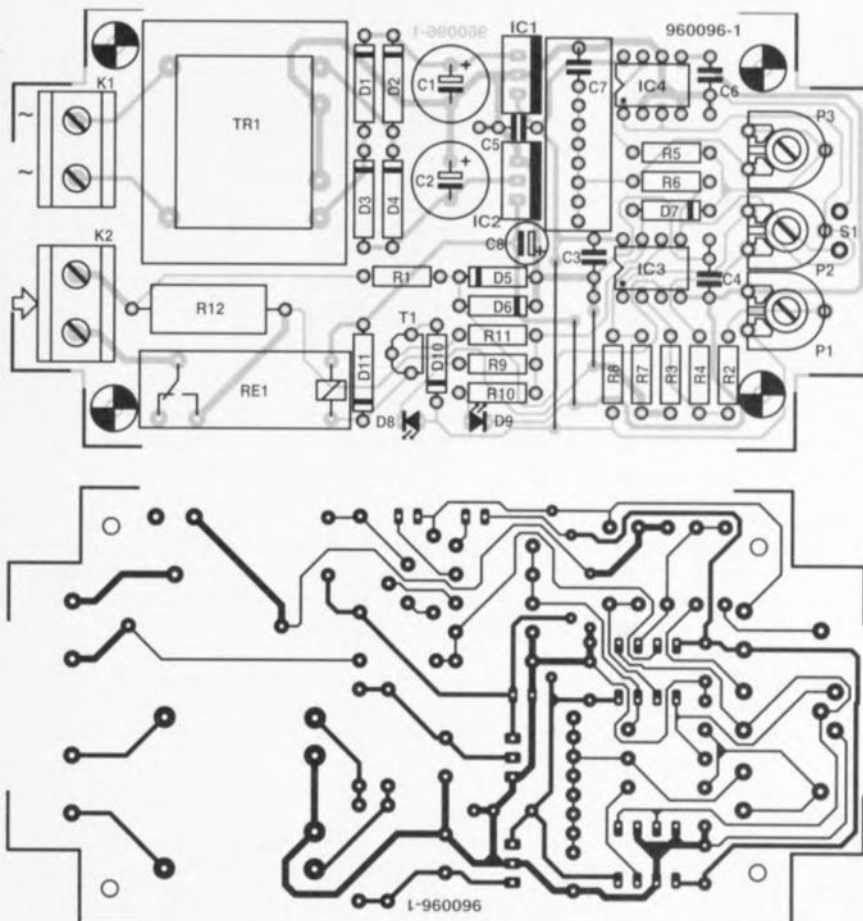 960096-1
IC1
960096-1
K1
~
~
TR1
D1
D2
C1
+
C7
IC4
C6
P3
C5
R5
R6
D7
D3
D4
C2
+
IC2
S1
K2
C8
+
C3
IC3
C4
P2
R1
D5
D6
R12
T1
R11
P1
RE1
D11
D10
R9
R10
R8
R7
R3
R4
R2
D8
D9
960096-1